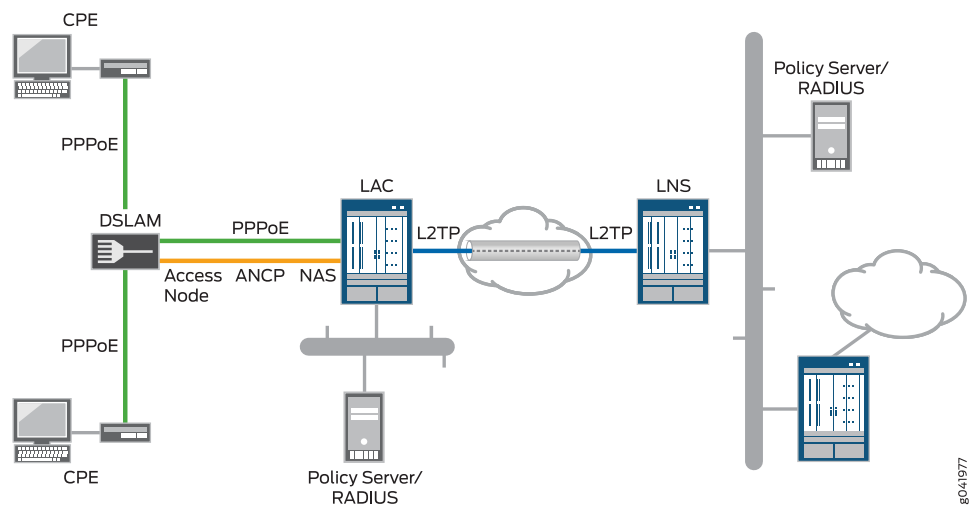 CPE
Policy Server/
RADIUS
PPPoE
LAC
LNS
DSLAM
PPPoE
L2TP
L2TP
Access
Node
ANCP
NAS
PPPoE
CPE
Policy Server/
RADIUS
g041977